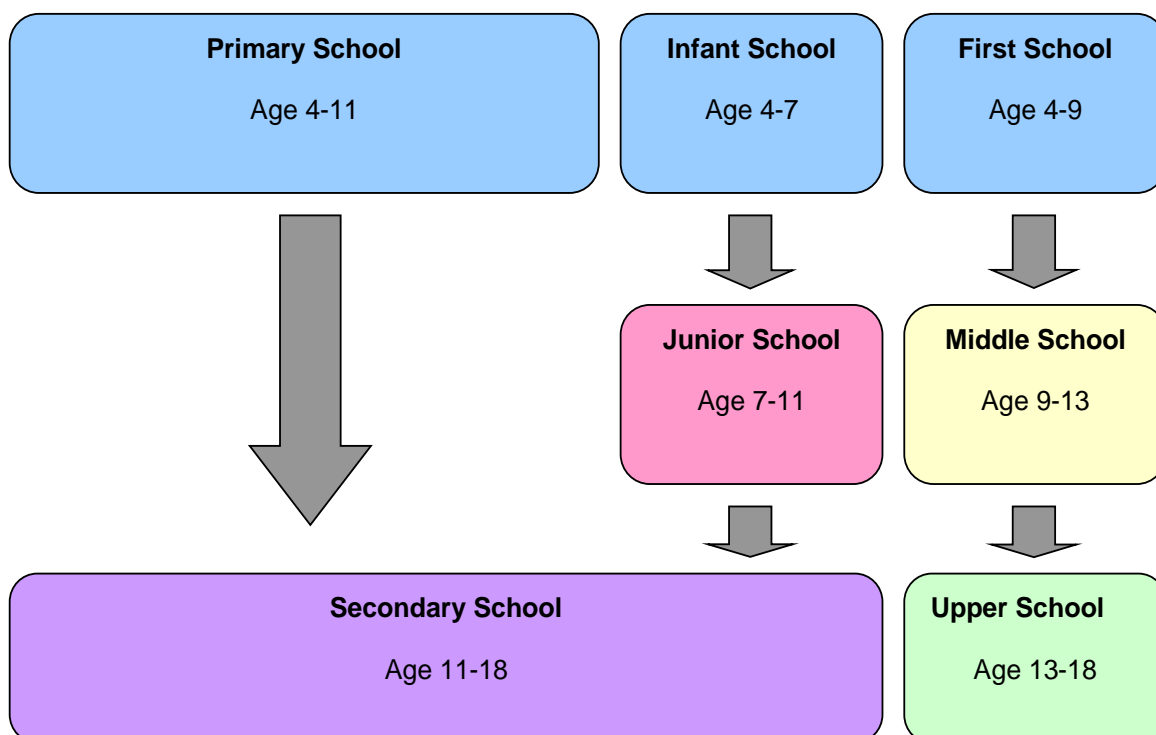 Primary School
Age 4-11
Infant School
Age 4-7
First School
Age 4-9
Junior School
Age 7-11
Middle School
Age 9-13
Secondary School
Age 11-18
Upper School
Age 13-18